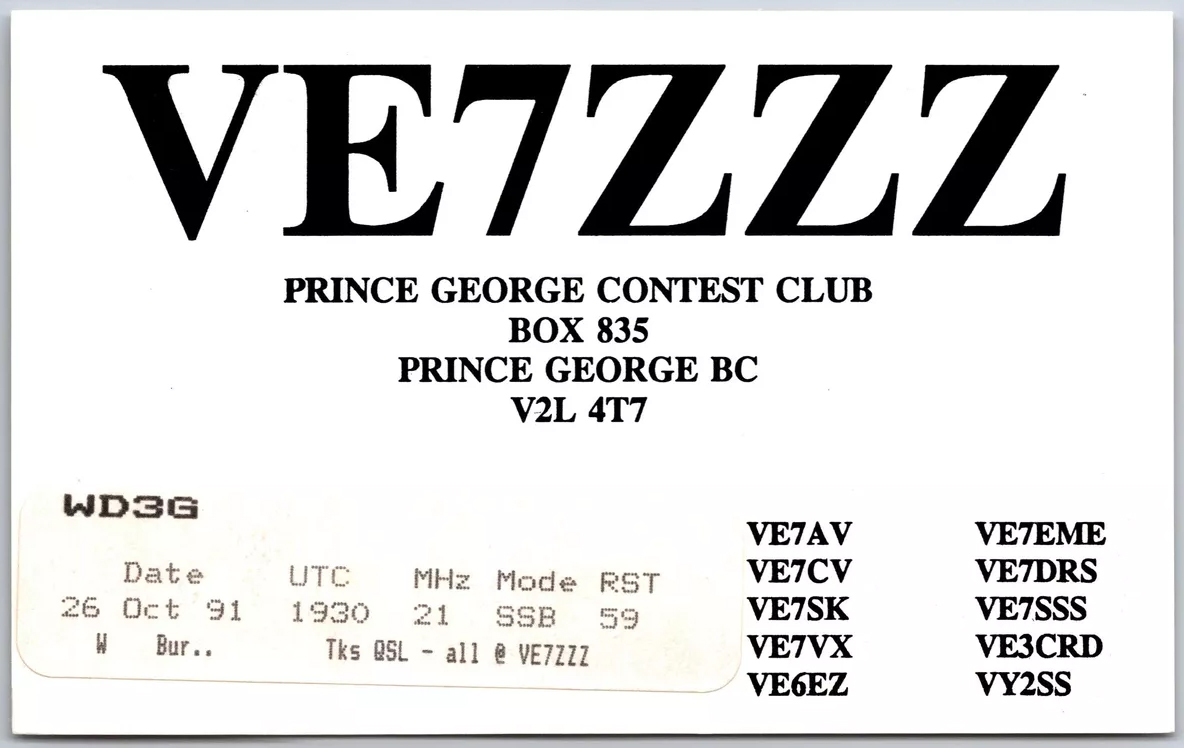 VE7ZZZ
PRINCE GEORGE CONTEST CLUB
BOX 835
PRINCE GEORGE BC
V2L 4T7
WD3G
Date UTC MHz Mode RST
26 Oct 91 1930 21 SSB 59
W Bur.. Tks QSL - all @ VE7ZZZ
VE7AV VE7EME
VE7CV VE7DRS
VE7SK VE7SSS
VE7VX VE3CRD
VE6EZ VY2SS